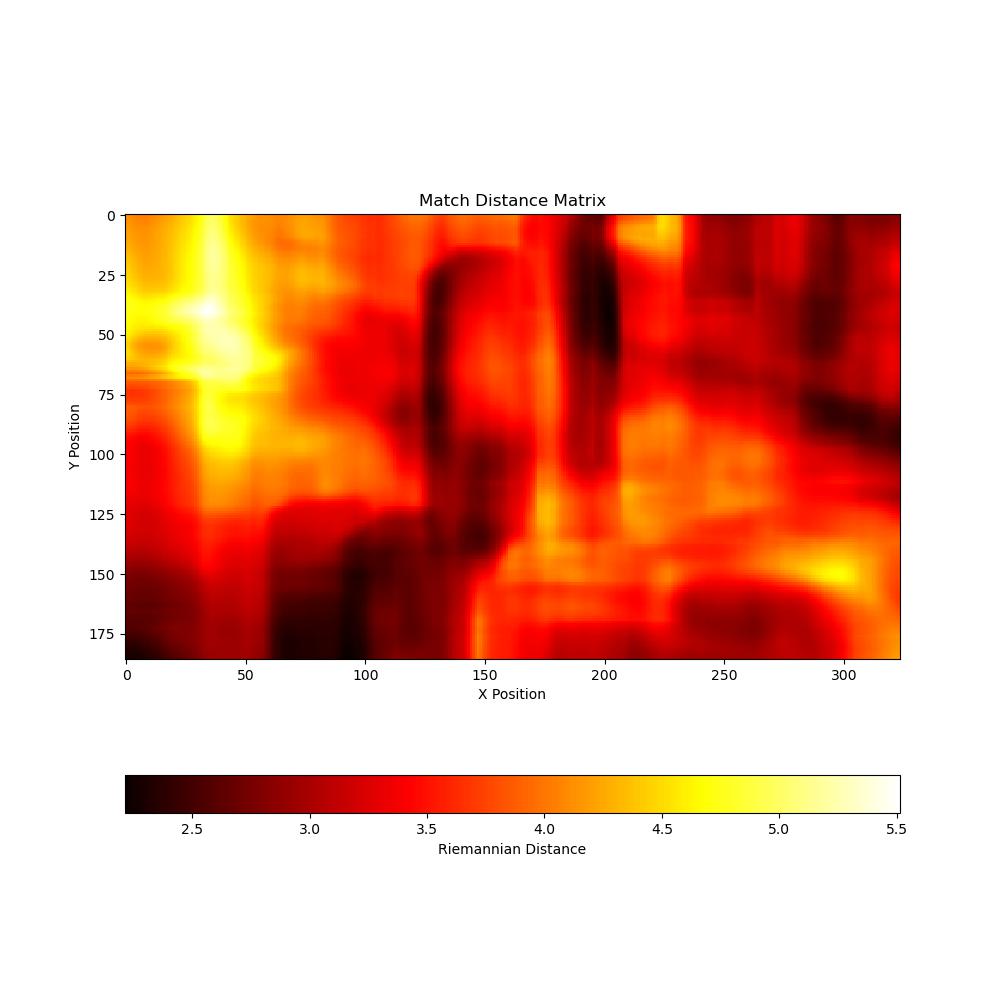 Match Distance Matrix
0
25
50
75
100
125
150
175
Y Position
0 50 100 150 200 250 300
X Position
2.5 3.0 3.5 4.0 4.5 5.0 5.5
Riemannian Distance